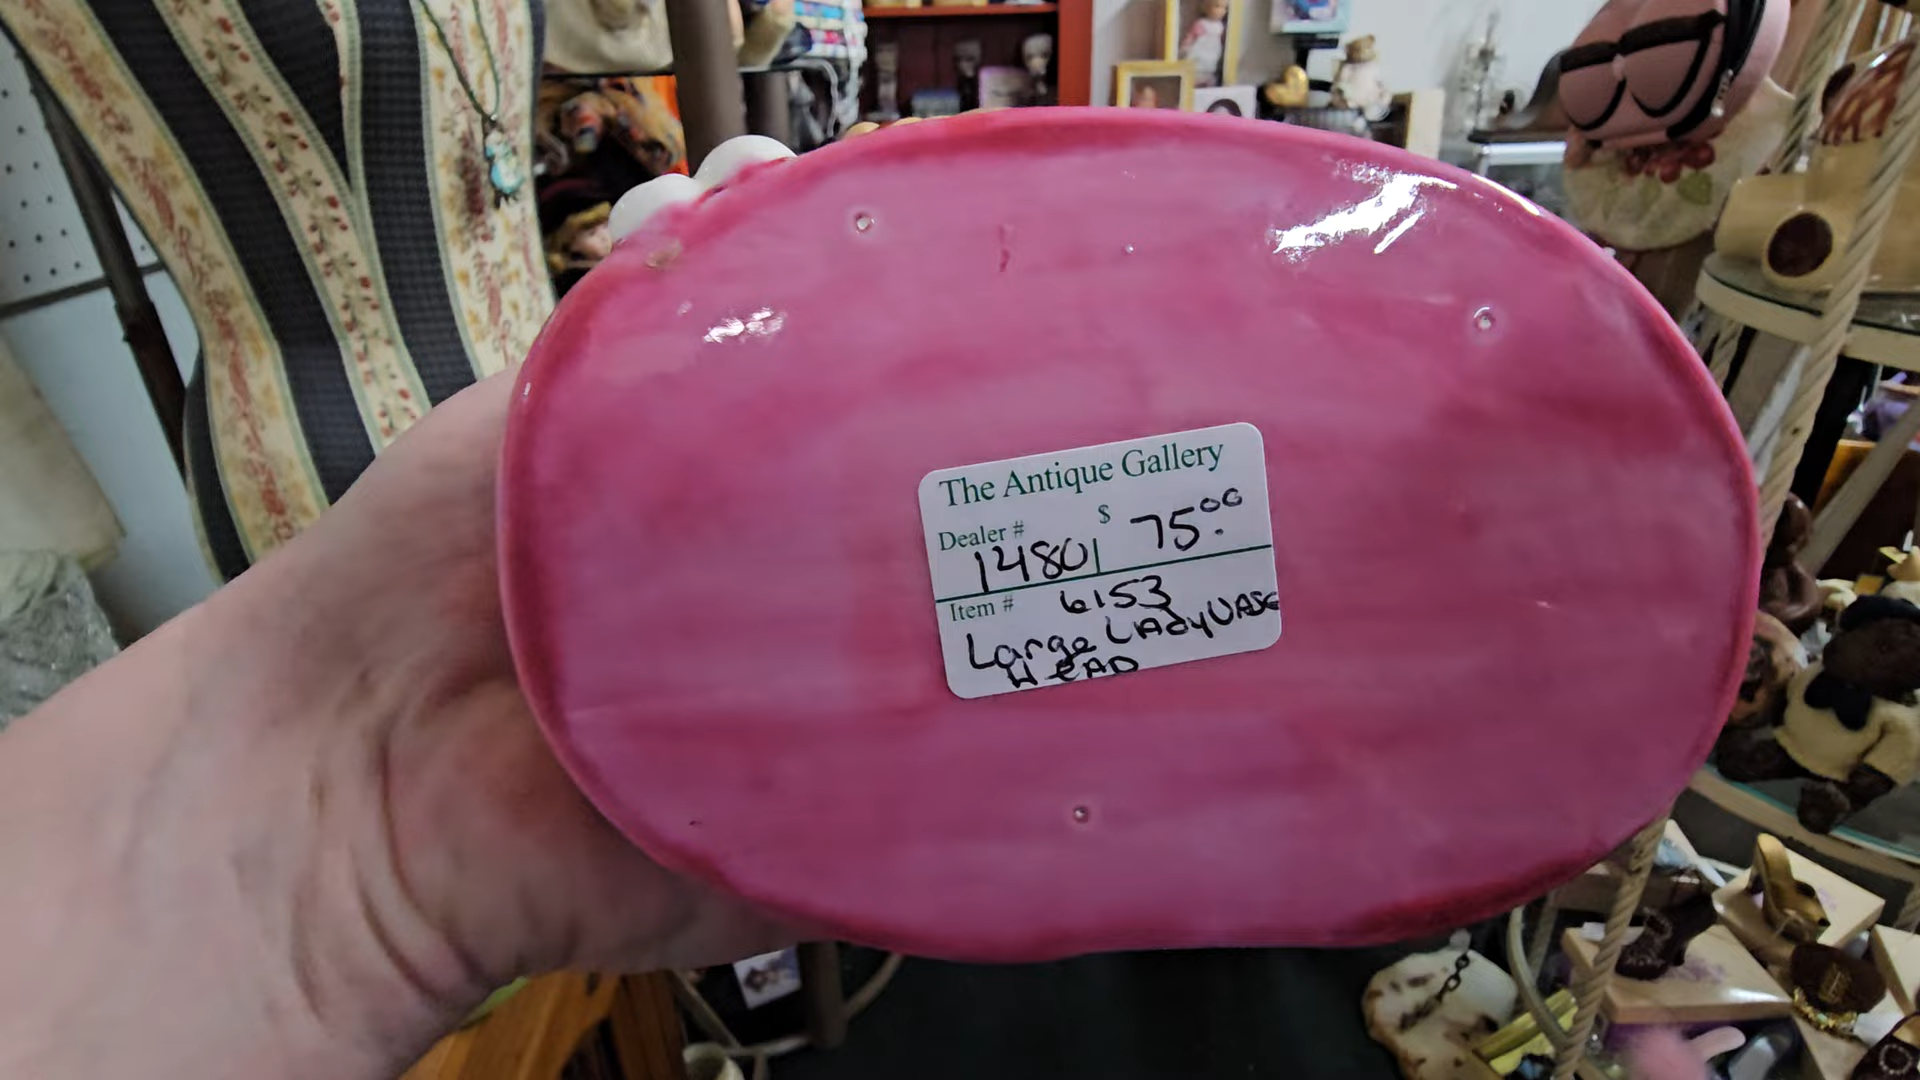 The Antique Gallery
Dealer # $ 75.00
1480
Item # 6153
Large LADy VASE
HEAD